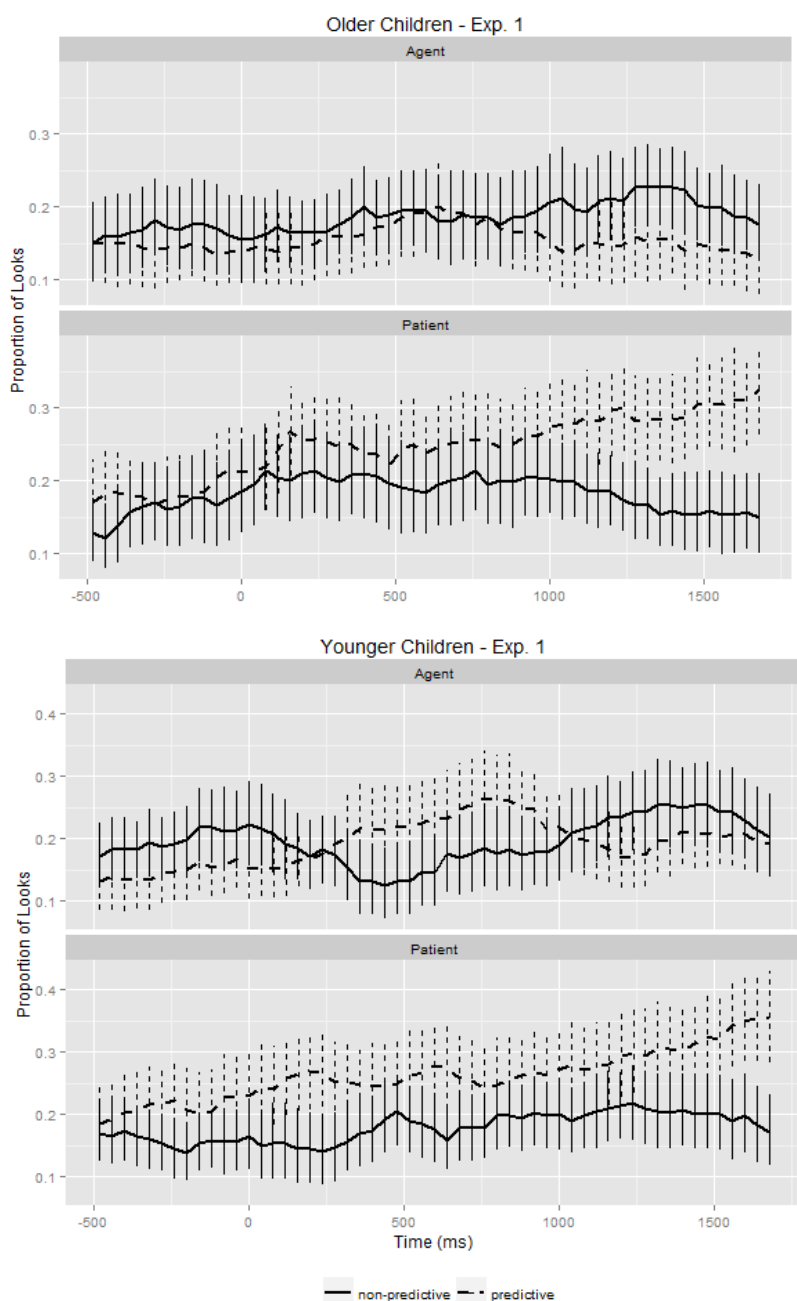 Older Children - Exp. 1
Agent
0.3
0.2
0.1
Patient
0.3
0.2
0.1
Proportion of Looks
-500 0 500 1000 1500
Younger Children - Exp. 1
Agent
0.4
0.3
0.2
0.1
Patient
0.4
0.3
0.2
0.1
Proportion of Looks
-500 0 500 1000 1500
Time (ms)
non-predictive predictive